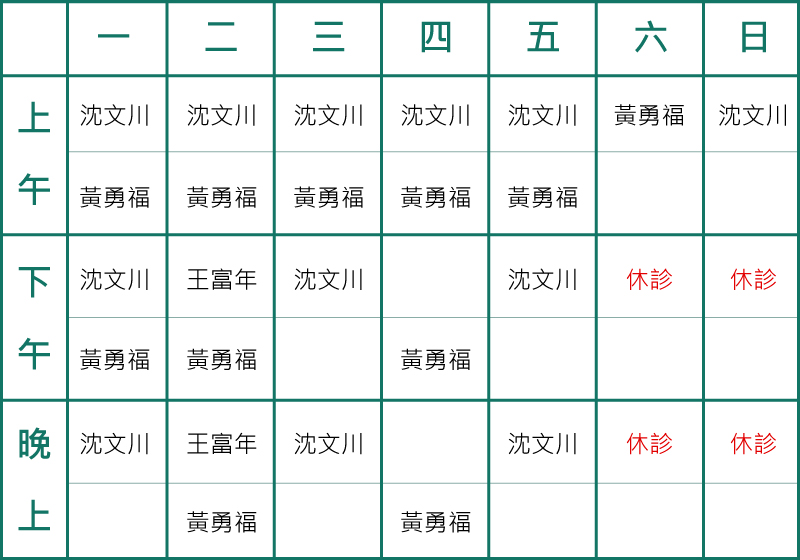 一 二 三 四 五 六 日
上午 沈文川 沈文川 沈文川 沈文川 沈文川 黃勇福 沈文川
黃勇福 黃勇福 黃勇福 黃勇福 黃勇福
下午 沈文川 王富年 沈文川 沈文川 休診 休診
黃勇福 黃勇福 黃勇福
晚上 沈文川 王富年 沈文川 沈文川 休診 休診
黃勇福 黃勇福